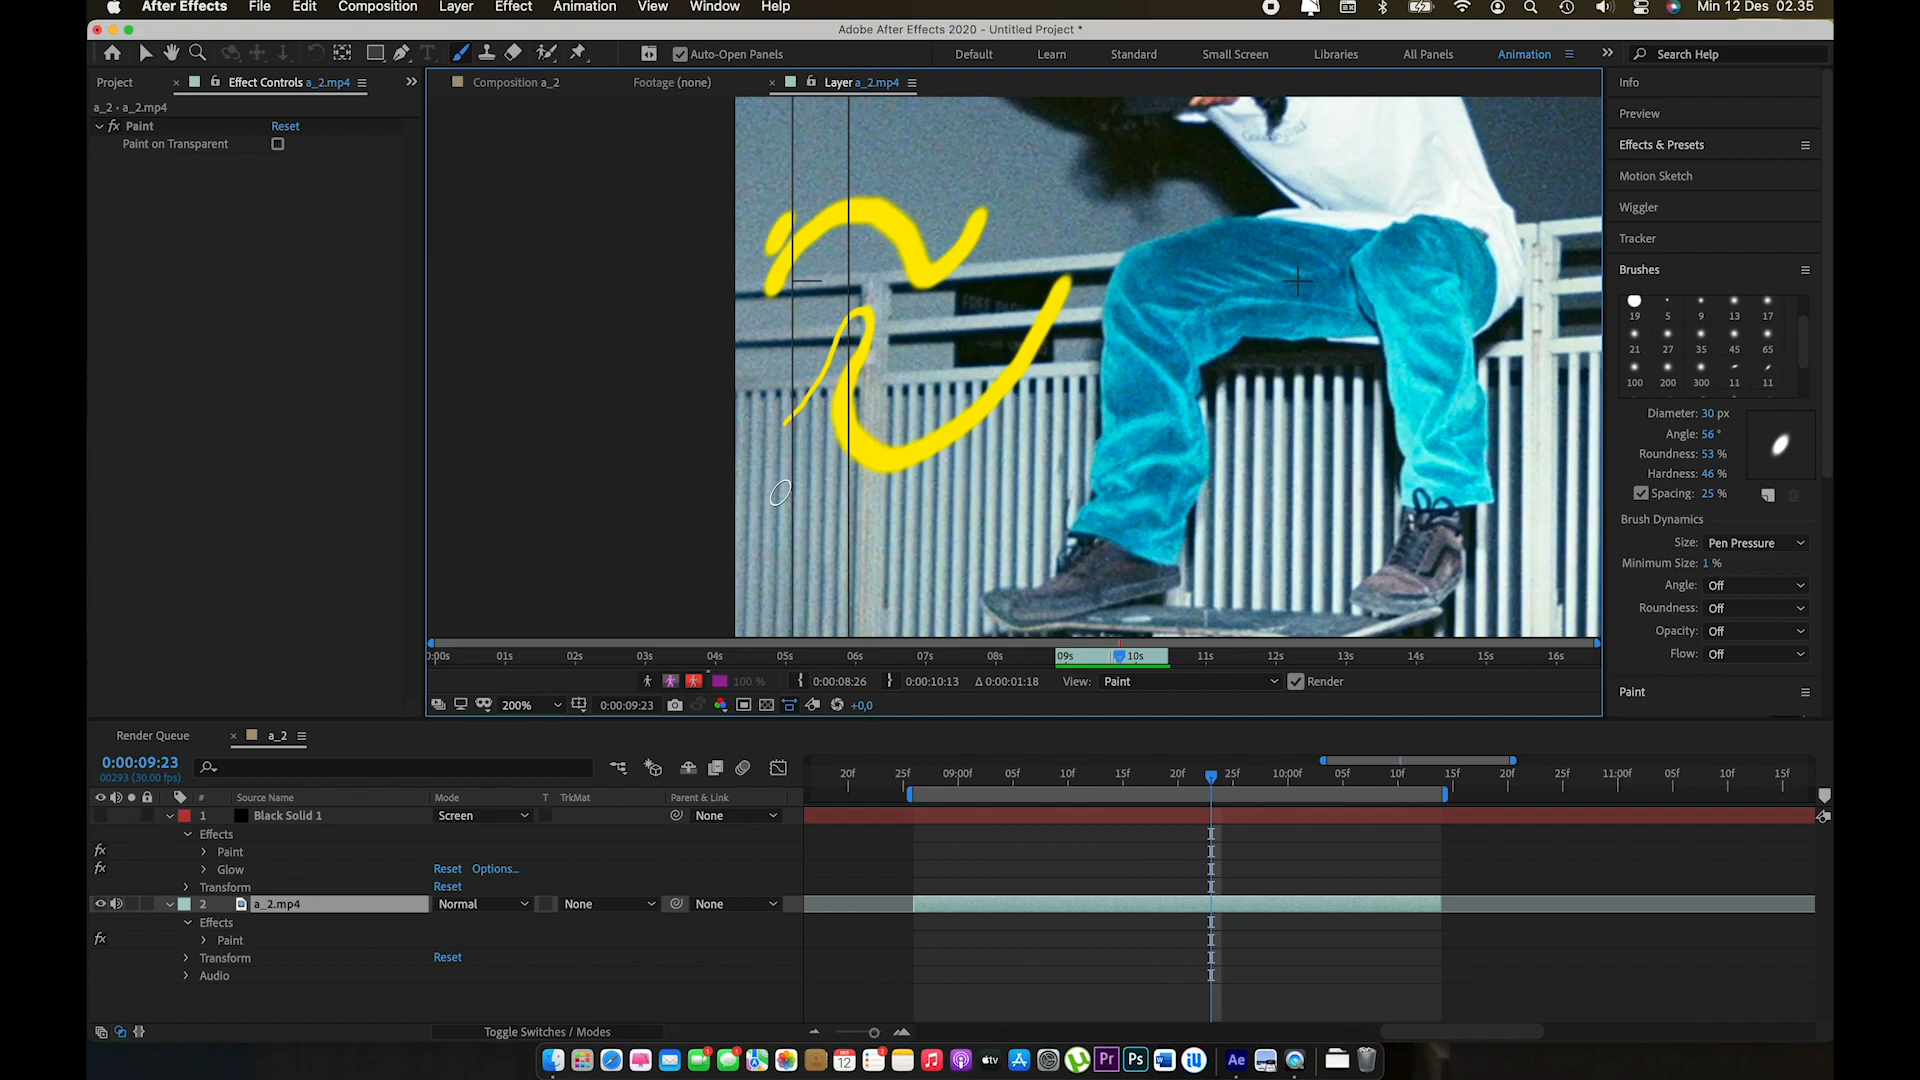 After Effects File Edit Composition Layer Effect Animation View Window Help Min 12 Des 02.35
Adobe After Effects 2020 - Untitled Project *
Auto-Open Panels Default Learn Standard Small Screen Libraries All Panels Animation Search Help
Project Effect Controls a_2.mp4 Composition a_2 Footage (none) Layer a_2.mp4 Info
a_2 • a_2.mp4
fx Paint Reset
Paint on Transparent
Preview
Effects & Presets
Motion Sketch
Wiggler
Tracker
Brushes
19 5 9 13 17
21 27 35 45 65
100 200 300 11 11
Diameter: 30 px
Angle: 56 °
Roundness: 53 %
Hardness: 46 %
Spacing: 25 %
Brush Dynamics
Size: Pen Pressure
Minimum Size: 1 %
Angle: Off
Roundness: Off
Opacity: Off
Flow: Off
Paint
0:00s 01s 02s 03s 04s 05s 06s 07s 08s 09s 10s 11s 12s 13s 14s 15s 16s
100 % 0:00:08:26 0:00:10:13 Δ 0:00:01:18 View: Paint Render
200% 0:00:09:23 +0,0
Render Queue a_2
0:00:09:23
00293 (30.00 fps)
20f 25f 09:00f 05f 10f 15f 20f 25f 10:00f 05f 10f 15f 20f 25f 11:00f 05f 10f 15f
# Source Name Mode T TrkMat Parent & Link
1 Black Solid 1 Screen None
Effects
fx Paint
fx Glow Reset Options...
Transform Reset
2 a_2.mp4 Normal None None
Effects
fx Paint
Transform Reset
Audio
Toggle Switches / Modes
DEC 12 tv Pr Ps W Ae